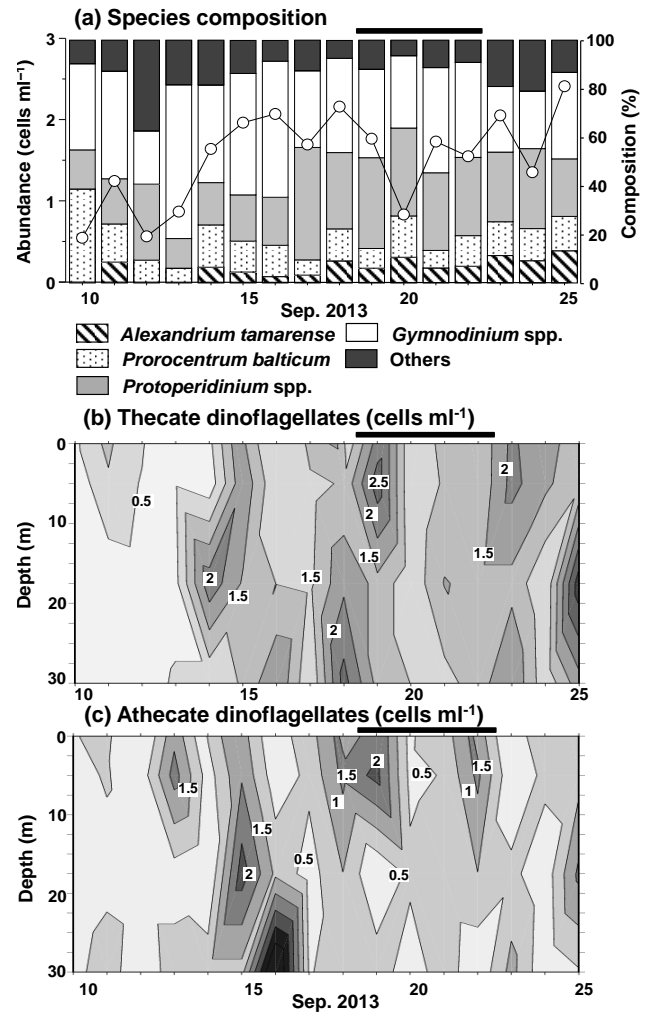 (a) Species composition
3 100
80
2 60
40
1
20
0 0
Abundance (cells ml⁻¹)
Composition (%)
10 15 20 25
Sep. 2013
Alexandrium tamarense Gymnodinium spp.
Prorocentrum balticum Others
Protoperidinium spp.
(b) Thecate dinoflagellates (cells ml-1)
0
10
20
30
Depth (m)
0.5
2
1.5
1.5
2
2.5
2
1.5
2
1.5
10 15 20 25
(c) Athecate dinoflagellates (cells ml-1)
0
10
20
30
Depth (m)
1.5
1.5
2
0.5
1.5
1
2
0.5
0.5
1.5
1
10 15 20 25
Sep. 2013